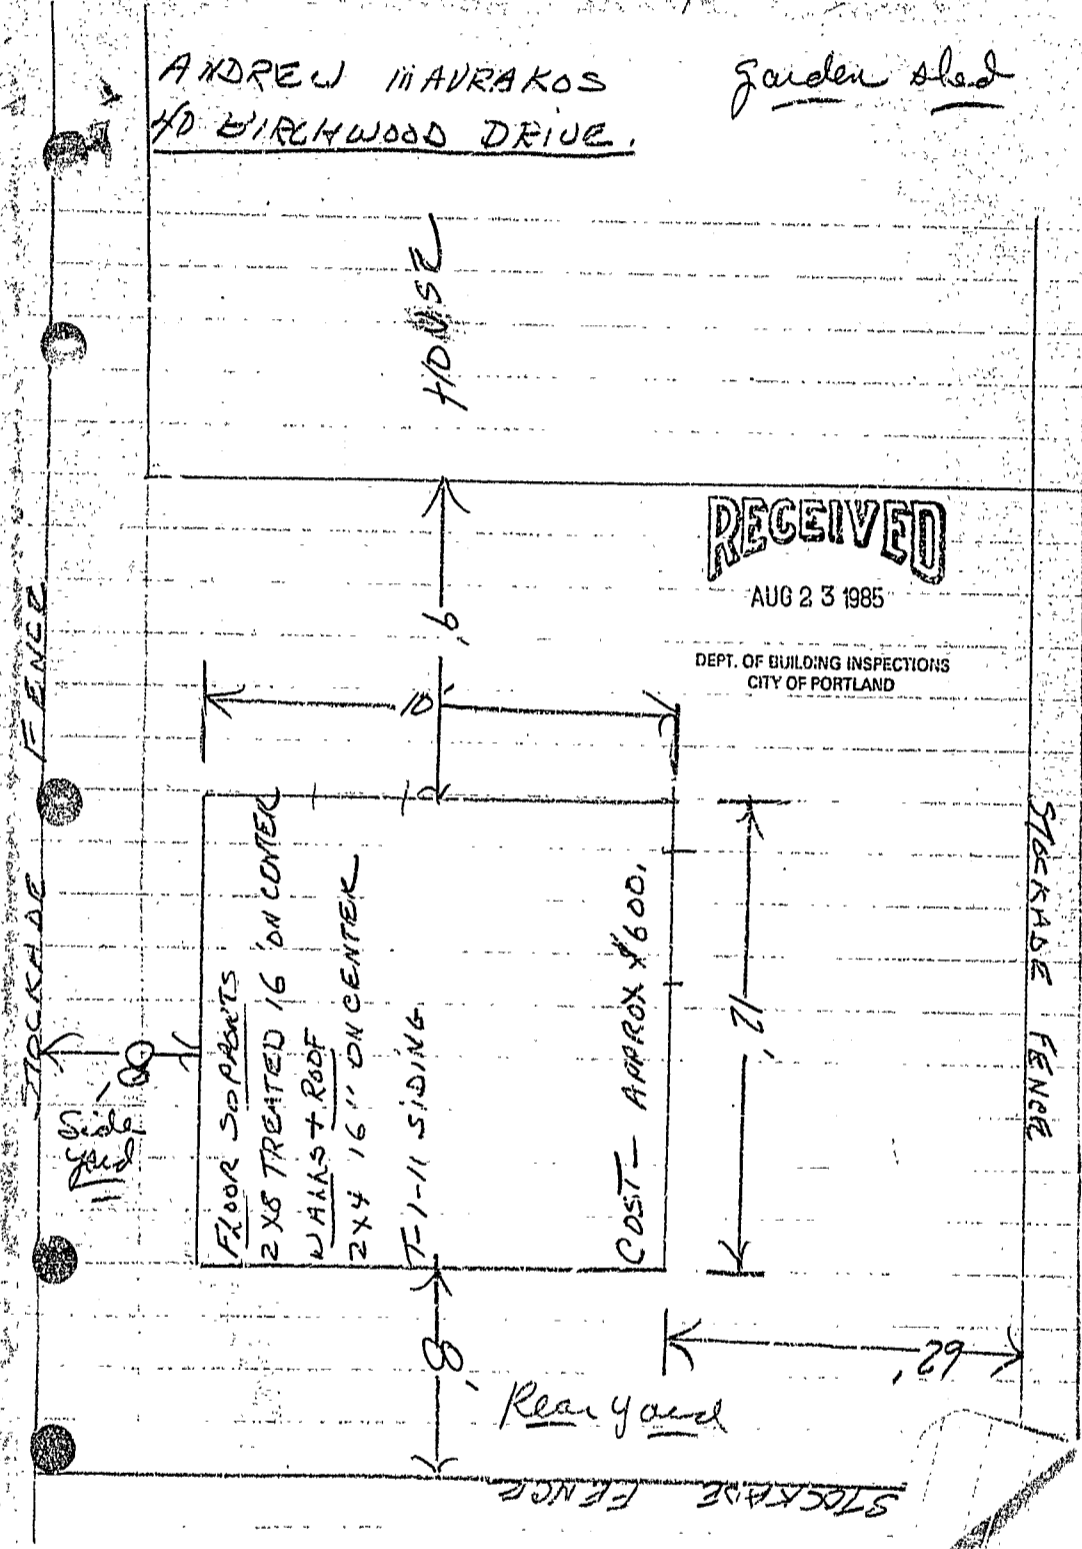 ANDREW MAVRAKOS
40 BIRCHWOOD DRIVE.
garden shed
HOUSE
RECEIVED
AUG 23 1985
DEPT. OF BUILDING INSPECTIONS
CITY OF PORTLAND
10'
STOCKADE FENCE
8'
Side
yard
FLOOR SUPPORTS
2X8 TREATED 16 " ON CENTER
WALLS + ROOF
2X4 16" ON CENTER
T-1-11 SIDING
COST - APPROX $600.
12'
STOCKADE FENCE
8'
Rear yard
STOCKADE FENCE